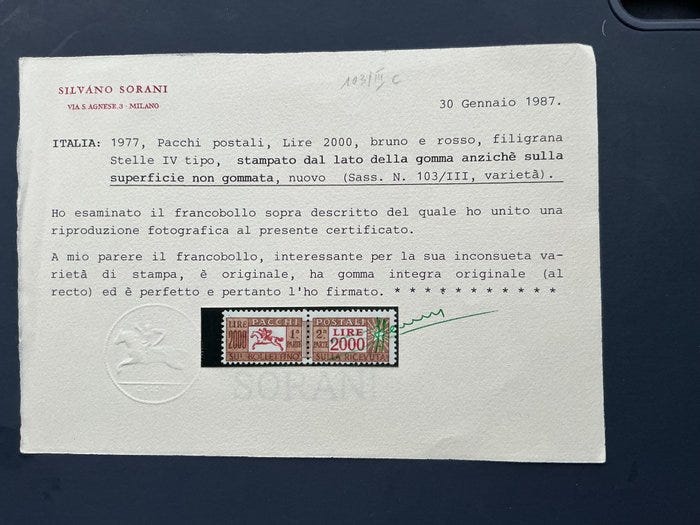 SILVANO SORANI
VIA S. AGNESE, 3 - MILANO
103/III C
30 Gennaio 1987.
ITALIA: 1977, Pacchi postali, Lire 2000, bruno e rosso, filigrana
Stelle IV tipo, stampato dal lato della gomma anzichè sulla
superficie non gommata, nuovo (Sass. N. 103/III, varietà).
Ho esaminato il francobollo sopra descritto del quale ho unito una
riproduzione fotografica al presente certificato.
A mio parere il francobollo, interessante per la sua inconsueta va-
rietà di stampa, è originale, ha gomma integra originale (al
recto) ed è perfetto e pertanto l'ho firmato. * * * * * * * * * * *
LIRE PACCHI POSTALI
2000 1ª PARTE 2ª PARTE LIRE 2000
SUL BOLLETTINO SULLA RICEVUTA
SORANI